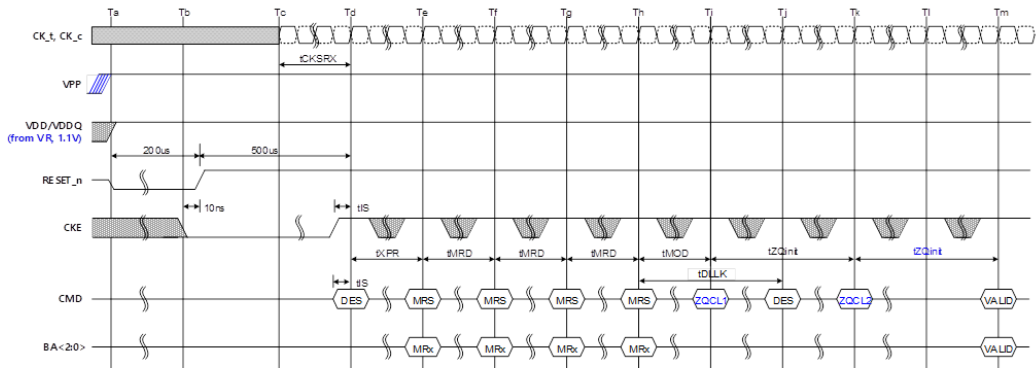 Ta Tb Tc Td Te Tf Tg Th Ti Tj Tk Tl Tm
CK_t, CK_c
tCKSRX
VPP
VDD/VDDQ
(from VR, 1.1V)
200us 500us
RESET_n
10ns tIS
CKE
tXPR tMRD tMRD tMRD tMOD tZQinit tZQinit
tDLLK
tIS
CMD DES MRS MRS MRS MRS ZQCL1 DES ZQCL2 VALID
BA<2:0> MRx MRx MRx MRx VALID